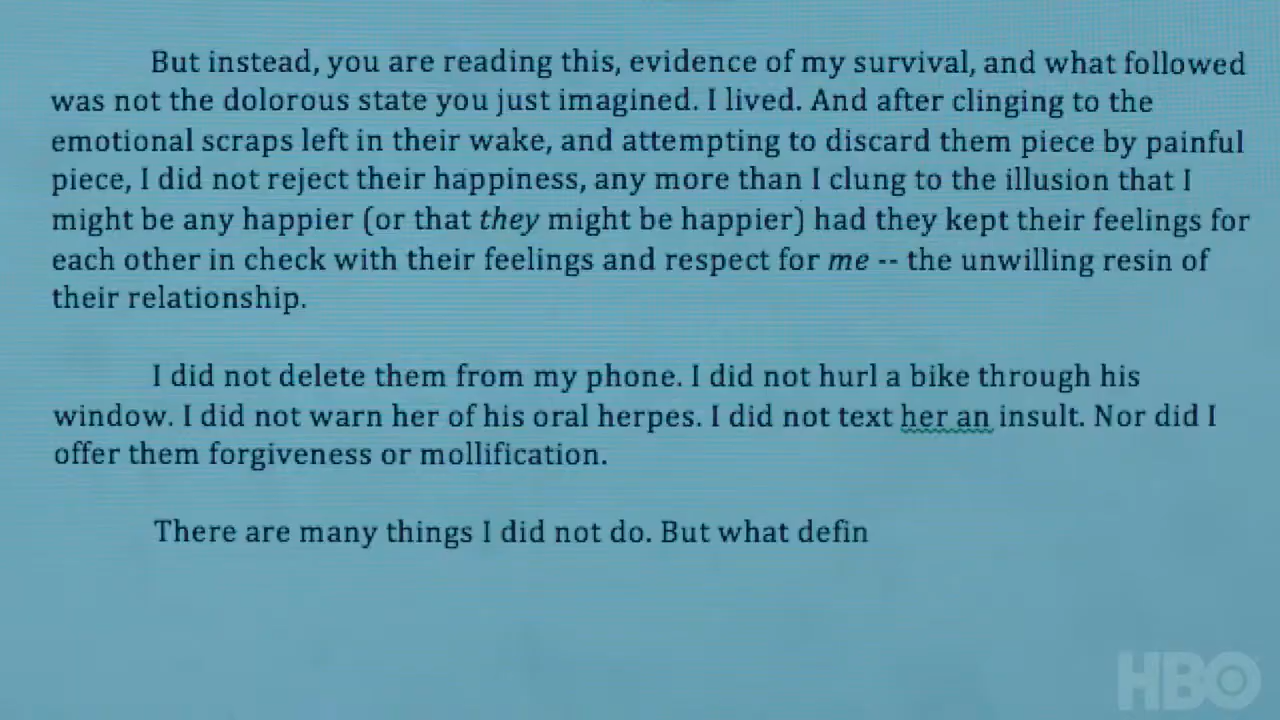 But instead, you are reading this, evidence of my survival, and what followed
was not the dolorous state you just imagined. I lived. And after clinging to the
emotional scraps left in their wake, and attempting to discard them piece by painful
piece, I did not reject their happiness, any more than I clung to the illusion that I
might be any happier (or that they might be happier) had they kept their feelings for
each other in check with their feelings and respect for me -- the unwilling resin of
their relationship.
I did not delete them from my phone. I did not hurl a bike through his
window. I did not warn her of his oral herpes. I did not text her an insult. Nor did I
offer them forgiveness or mollification.
There are many things I did not do. But what defin
HBO